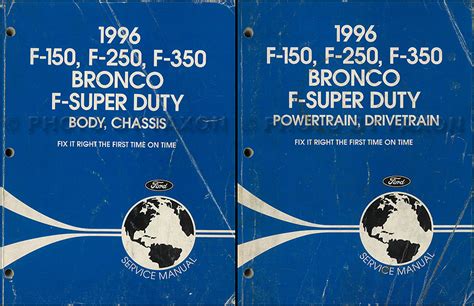 1996
F-150, F-250, F-350
BRONCO
F-SUPER DUTY
BODY, CHASSIS
FIX IT RIGHT THE FIRST TIME ON TIME
Ford
SERVICE MANUAL
1996
F-150, F-250, F-350
BRONCO
F-SUPER DUTY
POWERTRAIN, DRIVETRAIN
FIX IT RIGHT THE FIRST TIME ON TIME
Ford
SERVICE MANUAL